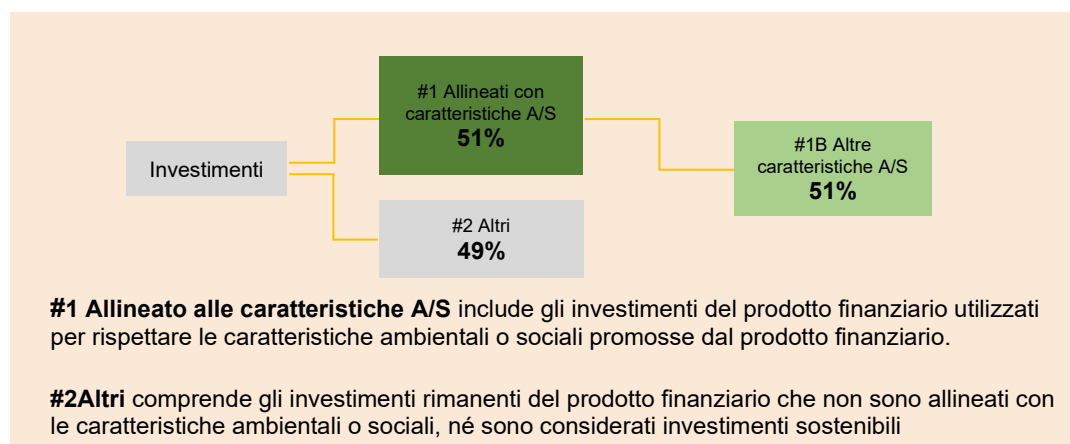 #1 Allineati con
caratteristiche A/S
51%
#1B Altre
caratteristiche A/S
51%
Investimenti
#2 Altri
49%
#1 Allineato alle caratteristiche A/S include gli investimenti del prodotto finanziario utilizzati
per rispettare le caratteristiche ambientali o sociali promosse dal prodotto finanziario.
#2Altri comprende gli investimenti rimanenti del prodotto finanziario che non sono allineati con
le caratteristiche ambientali o sociali, né sono considerati investimenti sostenibili